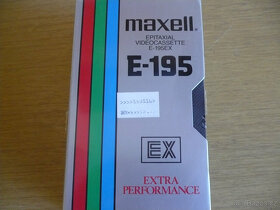 maxell
EPITAXIAL
VIDEOCASSETTE
E-195EX
E-195
EX
EXTRA
PERFORMANCE